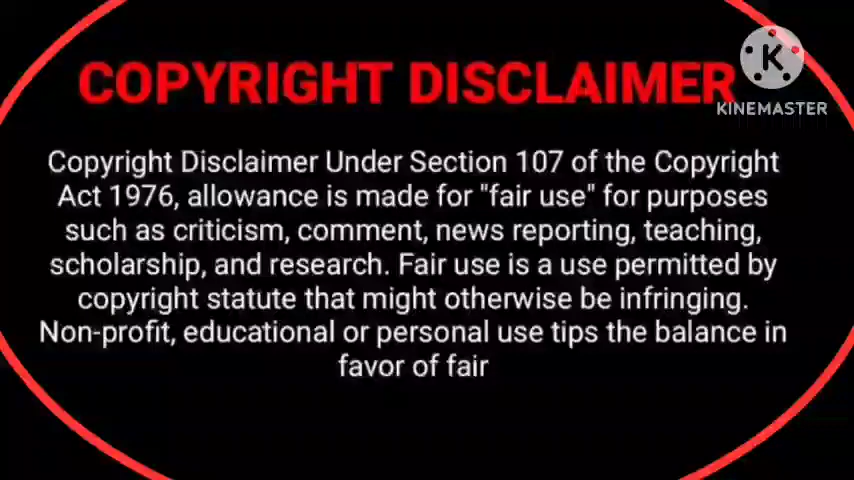 COPYRIGHT DISCLAIMER
K
KINEMASTER
Copyright Disclaimer Under Section 107 of the Copyright
Act 1976, allowance is made for "fair use" for purposes
such as criticism, comment, news reporting, teaching,
scholarship, and research. Fair use is a use permitted by
copyright statute that might otherwise be infringing.
Non-profit, educational or personal use tips the balance in
favor of fair